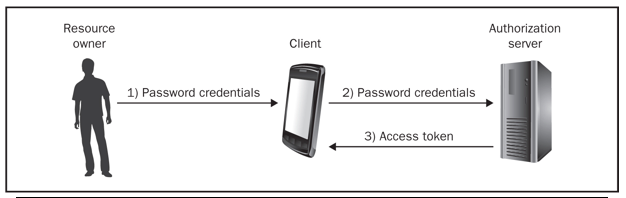 Resource
owner
Client
Authorization
server
1) Password credentials
2) Password credentials
3) Access token